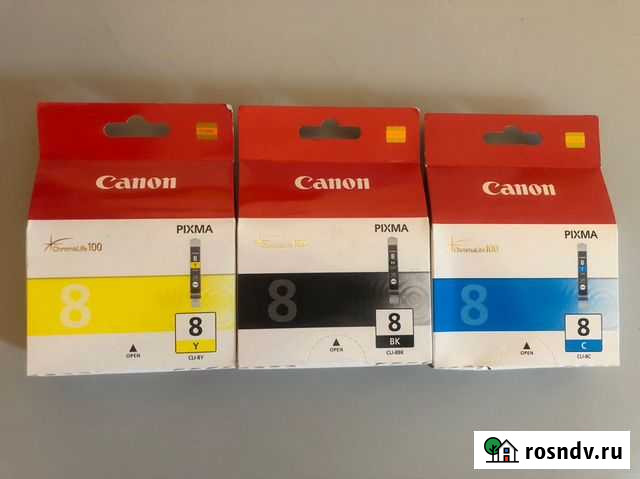 Canon
ChromaLife100
PIXMA
8
8
Y
OPEN
CLI-8Y
Canon
ChromaLife100
PIXMA
8
8
BK
OPEN
CLI-8BK
Canon
ChromaLife100
PIXMA
8
8
C
OPEN
CLI-8C
rosndv.ru